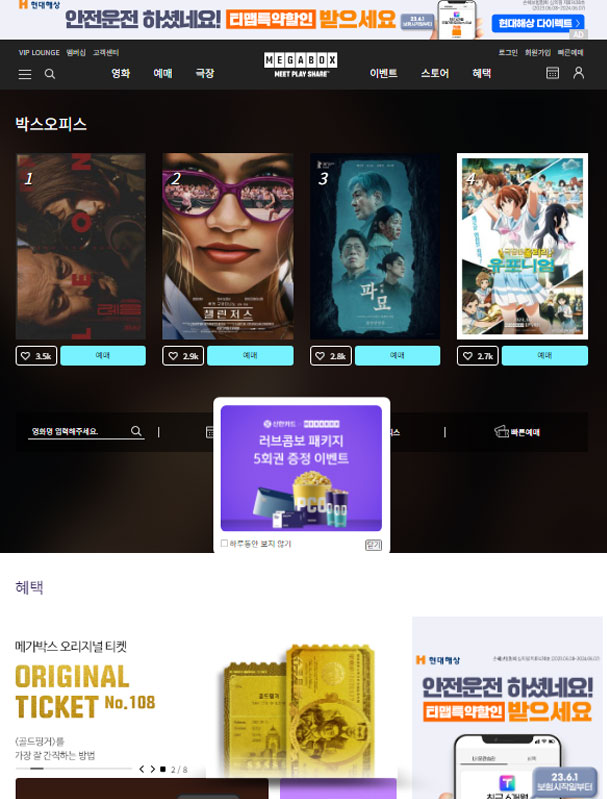 현대해상
안전운전 하셨네요! 티맵특약할인 받으세요
23.6.1
현대해상 다이렉트 >
AD
VIP LOUNGE 멤버십 고객센터
로그인 회원가입 빠른예매
영화 예매 극장
MEGABOX
MEET PLAY SHARE
이벤트 스토어 혜택
박스오피스
1
2
3
4
LEON
레옹
챌린저스
파묘
유포니엄
3.5k 예매
2.9k 예매
2.8k 예매
2.7k 예매
영화명 입력해주세요.
빠른예매
신한카드
러브콤보 패키지
5회권 증정 이벤트
하루동안 보지 않기
닫기
혜택
메가박스 오리지널 티켓
ORIGINAL
TICKET No.108
<골드핑거>를
가장 잘 간직하는 방법
2 / 8
현대해상
안전운전 하셨네요!
티맵특약할인 받으세요
최근 6개월
23.6.1
보험시작일부터